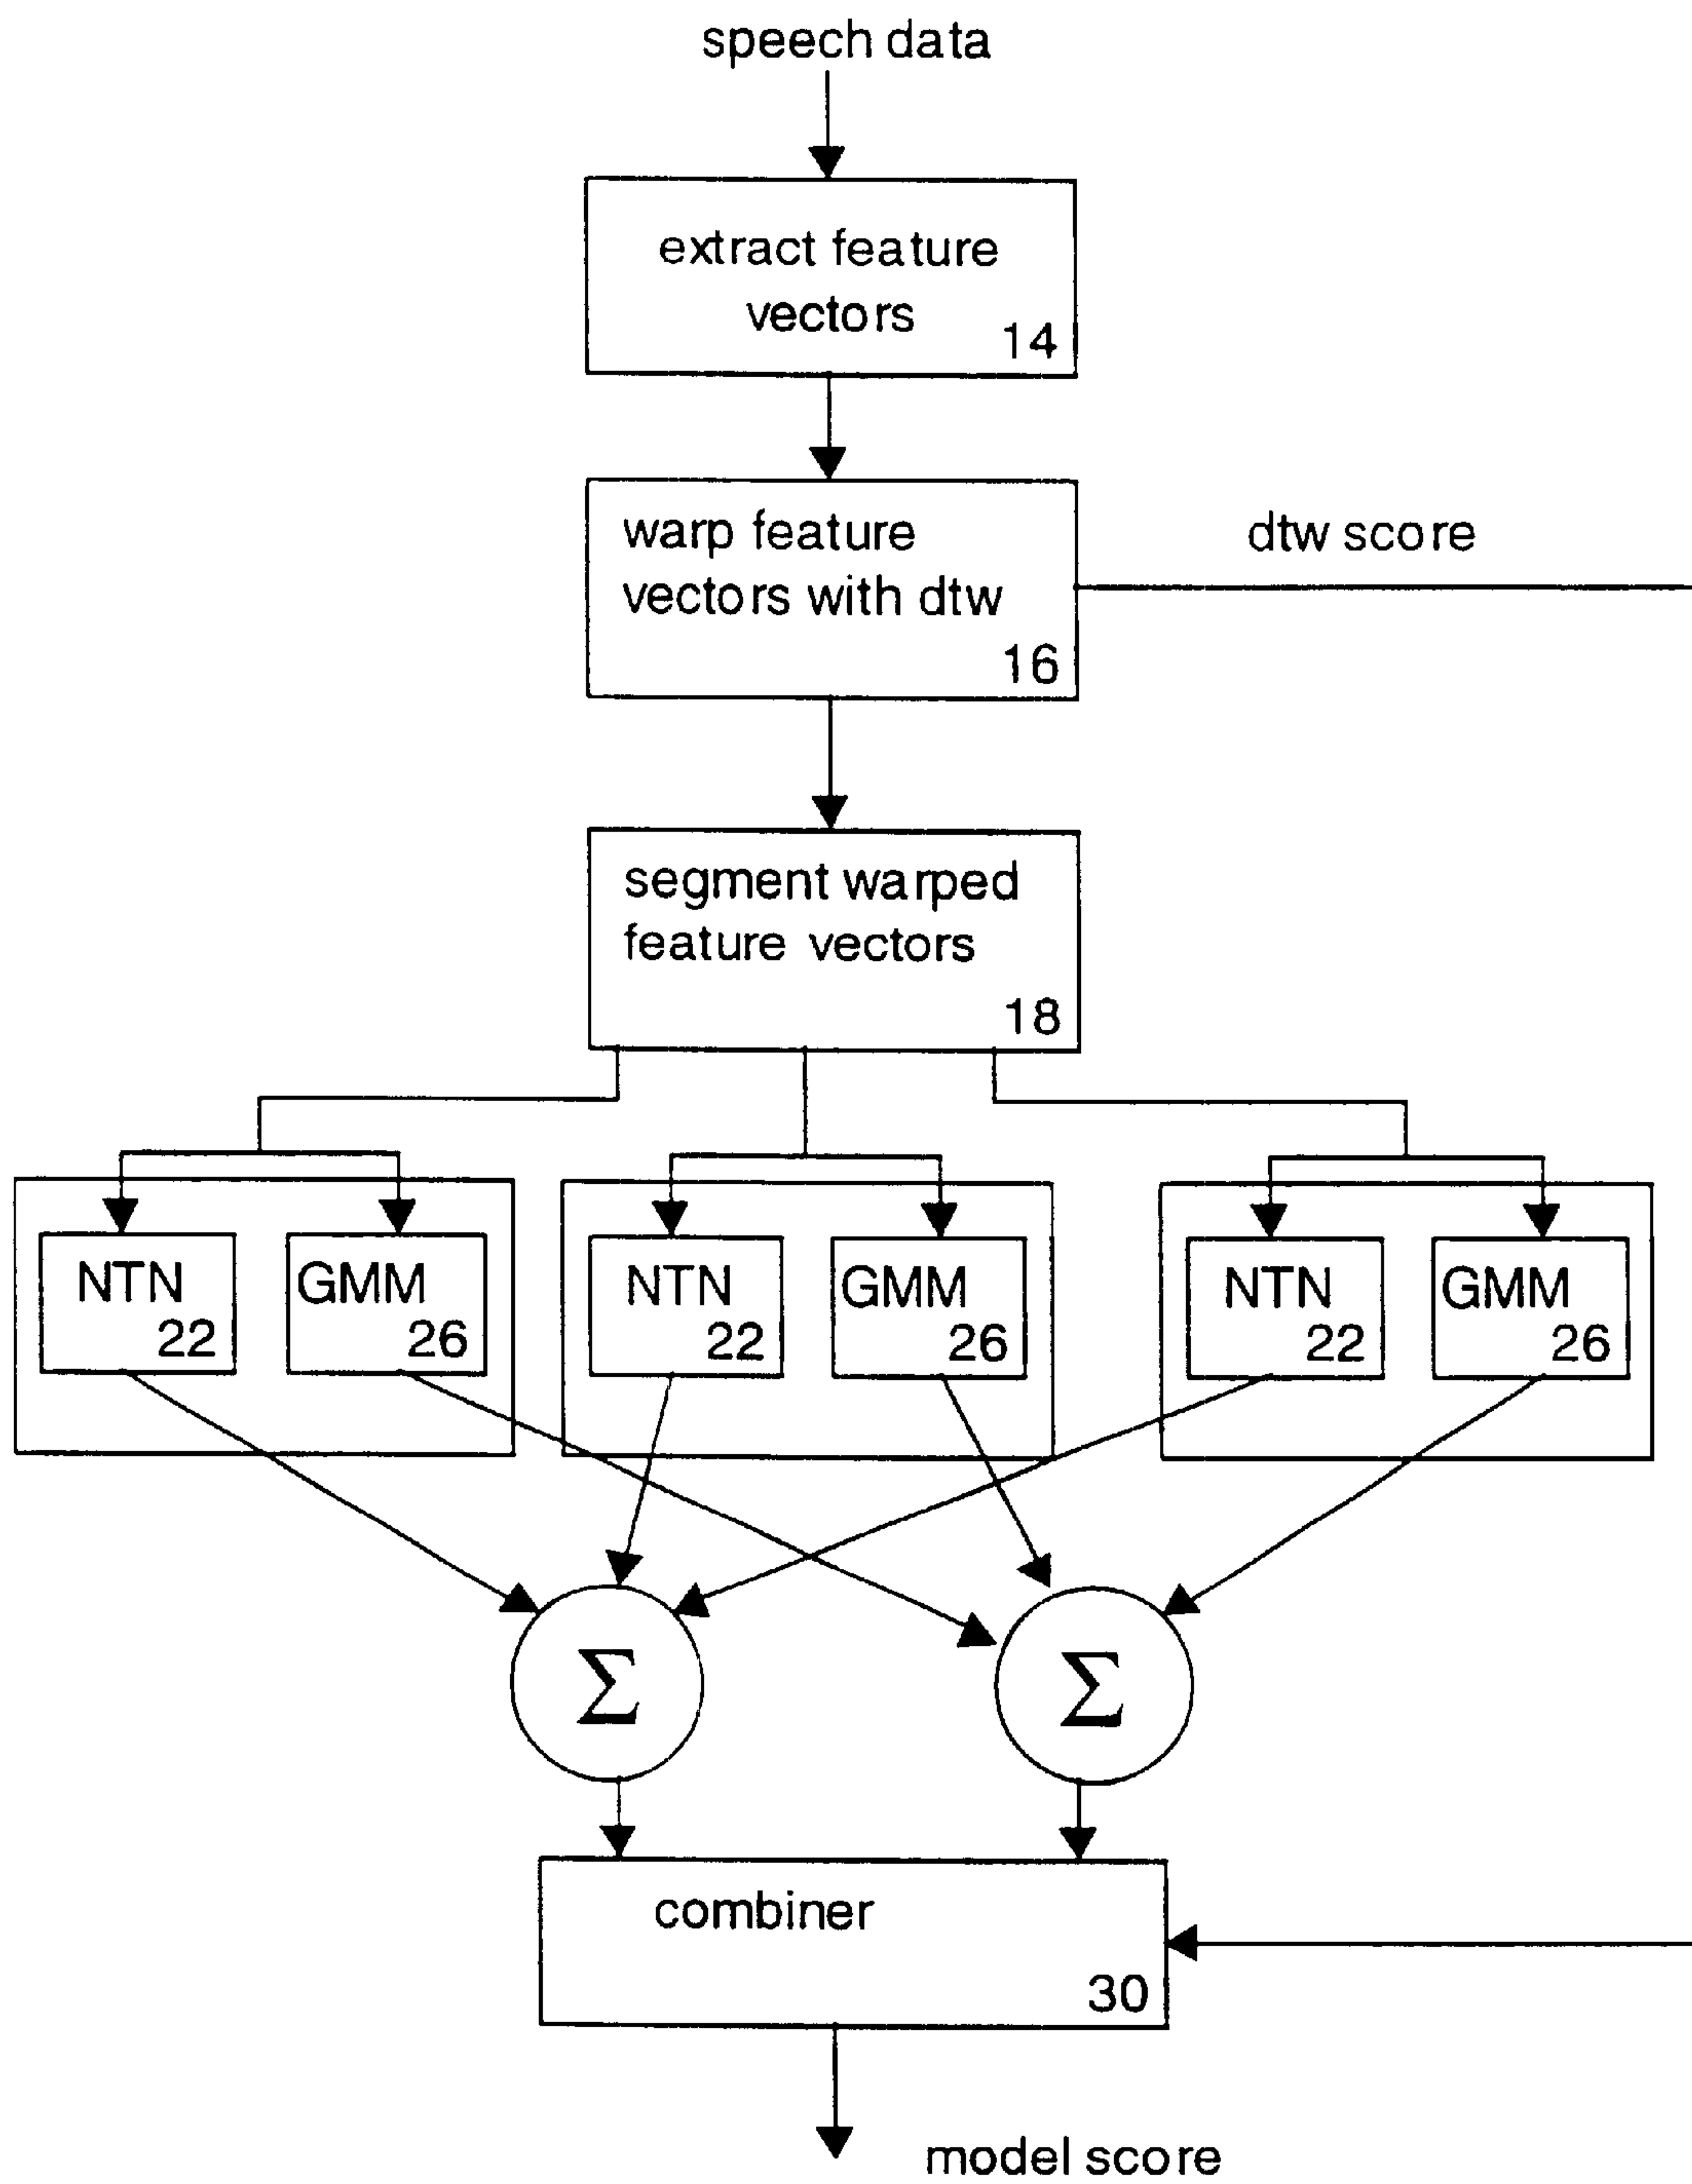 speech data
extract feature
vectors
14
warp feature
vectors with dtw
16
dtw score
segment warped
feature vectors
18
NTN
22
GMM
26
NTN
22
GMM
26
NTN
22
GMM
26
Σ
Σ
combiner
30
model score